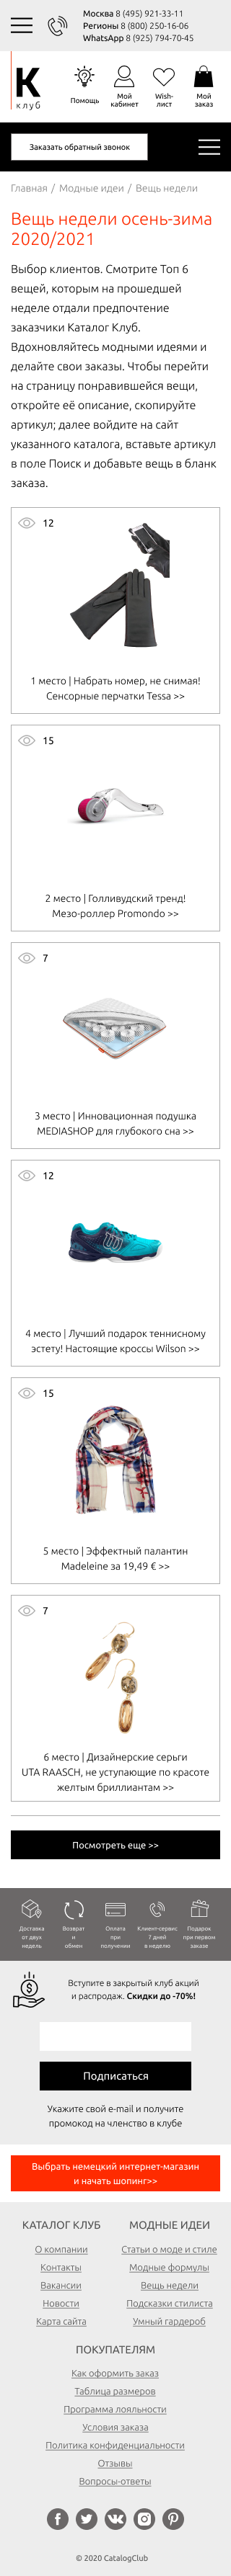 Москва 8 (495) 921-33-11
Регионы 8 (800) 250-16-06
WhatsApp 8 (925) 794-70-45
К
клуб
Помощь
Мой
кабинет
Wish-
лист
Мой
заказ
Заказать обратный звонок
Главная / Модные идеи / Вещь недели
Вещь недели осень-зима
2020/2021
Выбор клиентов. Смотрите Топ 6
вещей, которым на прошедшей
неделе отдали предпочтение
заказчики Каталог Клуб.
Вдохновляйтесь модными идеями и
делайте свои заказы. Чтобы перейти
на страницу понравившейся вещи,
откройте её описание, скопируйте
артикул; далее войдите на сайт
указанного каталога, вставьте артикул
в поле Поиск и добавьте вещь в бланк
заказа.
12
1 место | Набрать номер, не снимая!
Сенсорные перчатки Tessa >>
15
2 место | Голливудский тренд!
Мезо-роллер Promondo >>
7
3 место | Инновационная подушка
MEDIASHOP для глубокого сна >>
12
4 место | Лучший подарок теннисному
эстету! Настоящие кроссы Wilson >>
15
5 место | Эффектный палантин
Madeleine за 19,49 € >>
7
6 место | Дизайнерские серьги
UTA RAASCH, не уступающие по красоте
желтым бриллиантам >>
Посмотреть еще >>
Доставка
от двух
недель
Возврат
и
обмен
Оплата
при
получении
Клиент-сервис
7 дней
в неделю
Подарок
при первом
заказе
Вступите в закрытый клуб акций
и распродаж. Скидки до -70%!
Подписаться
Укажите свой e-mail и получите
промокод на членство в клубе
Выбрать немецкий интернет-магазин
и начать шопинг>>
КАТАЛОГ КЛУБ
О компании
Контакты
Вакансии
Новости
Карта сайта
МОДНЫЕ ИДЕИ
Статьи о моде и стиле
Модные формулы
Вещь недели
Подсказки стилиста
Умный гардероб
ПОКУПАТЕЛЯМ
Как оформить заказ
Таблица размеров
Программа лояльности
Условия заказа
Политика конфиденциальности
Отзывы
Вопросы-ответы
© 2020 CatalogClub